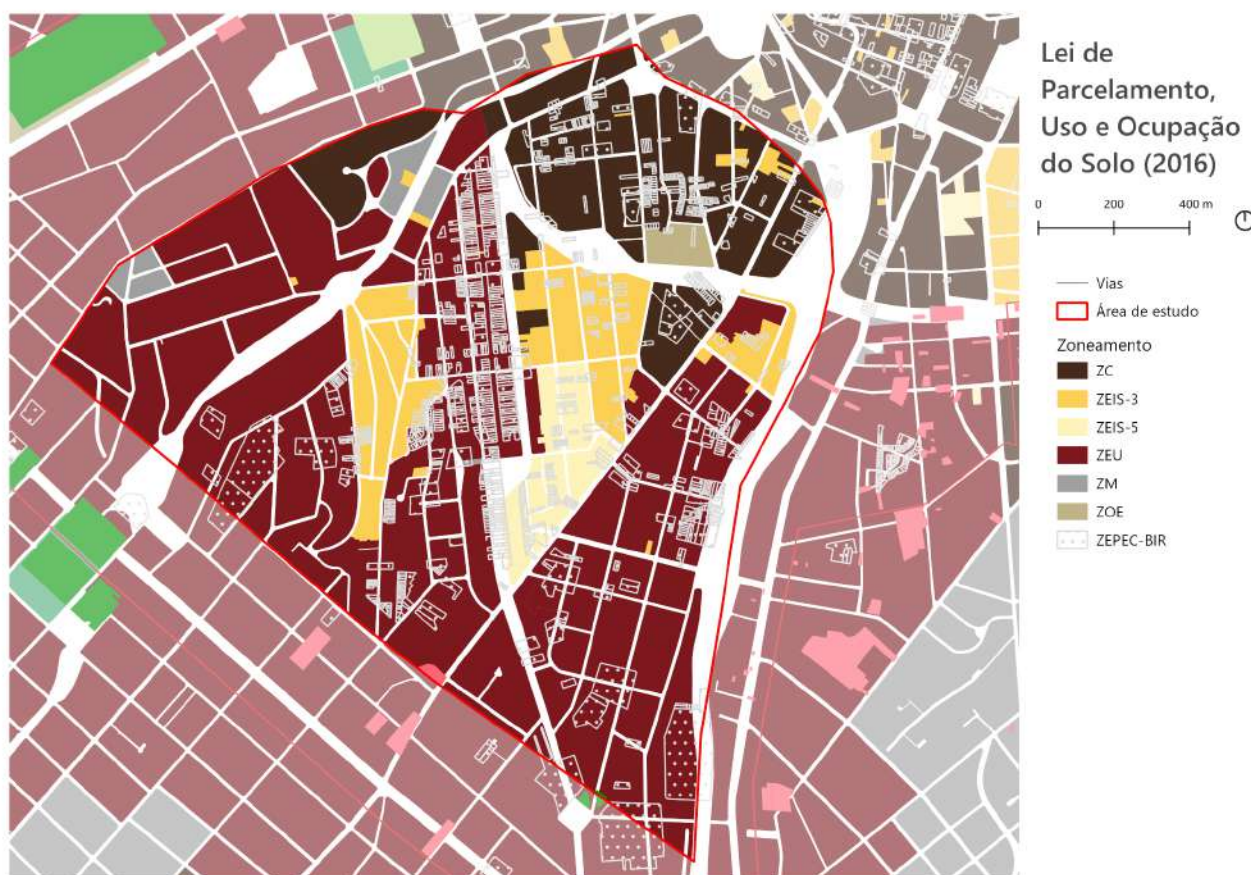 Lei de
Parcelamento,
Uso e Ocupação
do Solo (2016)
0 200 400 m
Vias
Área de estudo
Zoneamento
ZC
ZEIS-3
ZEIS-5
ZEU
ZM
ZOE
ZEPEC-BIR